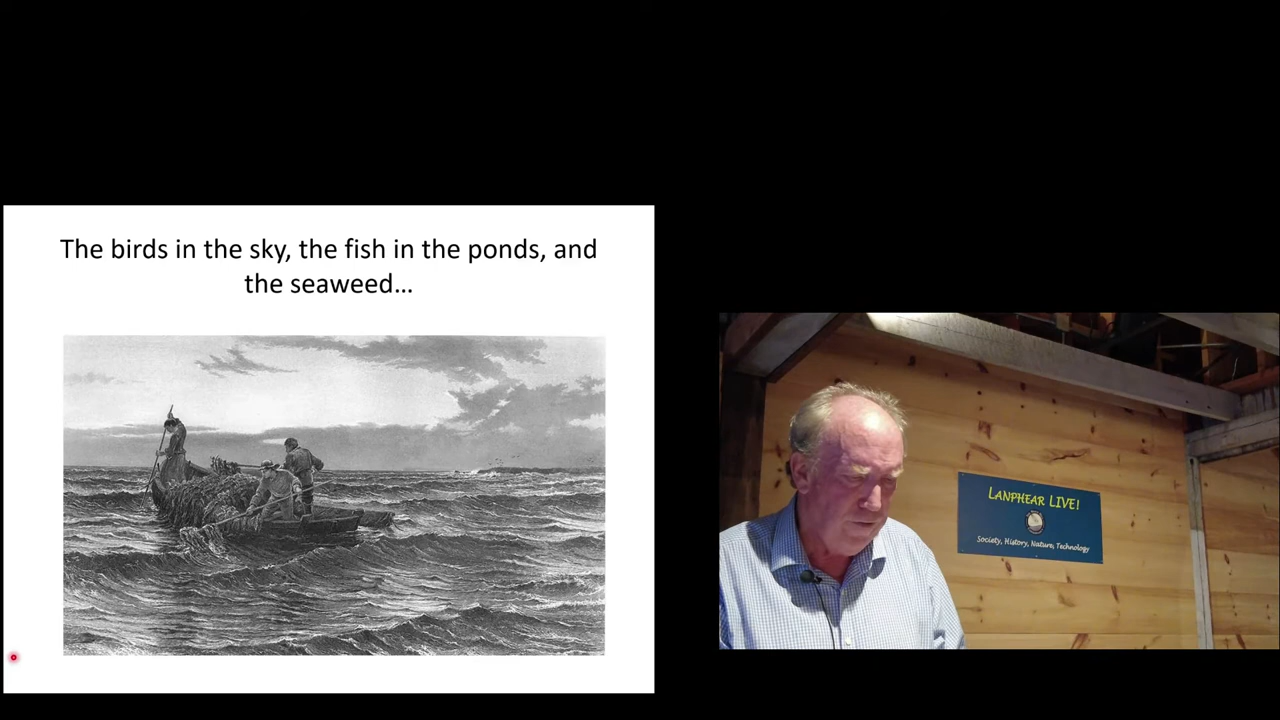 The birds in the sky, the fish in the ponds, and
the seaweed…
LANPHEAR LIVE!
Society, History, Nature, Technology